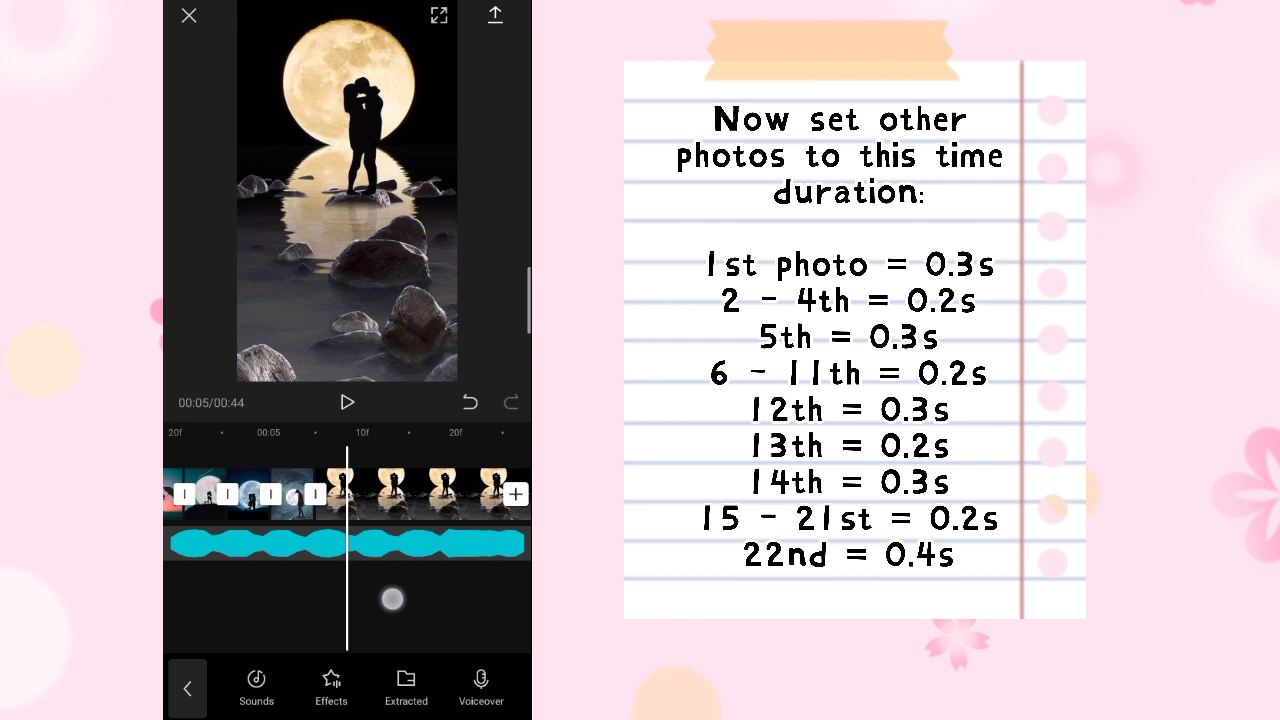 00:05/00:44
20f
00:05
10f
20f
Sounds
Effects
Extracted
Voiceover
Now set other
photos to this time
duration:
1st photo = 0.3s
2 - 4th = 0.2s
5th = 0.3s
6 - 11th = 0.2s
12th = 0.3s
13th = 0.2s
14th = 0.3s
15 - 21st = 0.2s
22nd = 0.4s